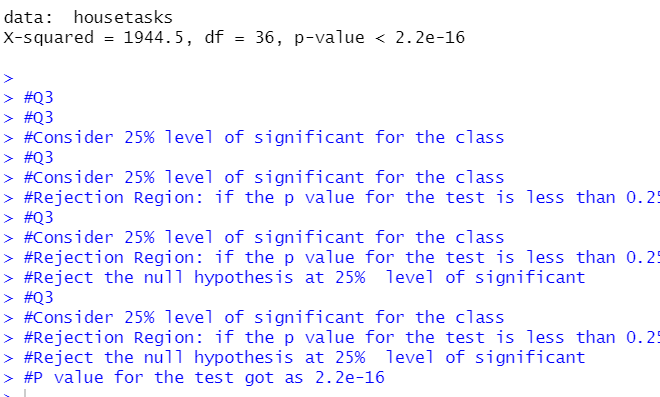 data:  housetasks
X-squared = 1944.5, df = 36, p-value < 2.2e-16
>
> #Q3
> #Q3
> #Consider 25% level of significant for the class
> #Q3
> #Consider 25% level of significant for the class
> #Rejection Region: if the p value for the test is less than 0.25
> #Q3
> #Consider 25% level of significant for the class
> #Rejection Region: if the p value for the test is less than 0.25
> #Reject the null hypothesis at 25%  level of significant
> #Q3
> #Consider 25% level of significant for the class
> #Rejection Region: if the p value for the test is less than 0.25
> #Reject the null hypothesis at 25%  level of significant
> #P value for the test got as 2.2e-16
>